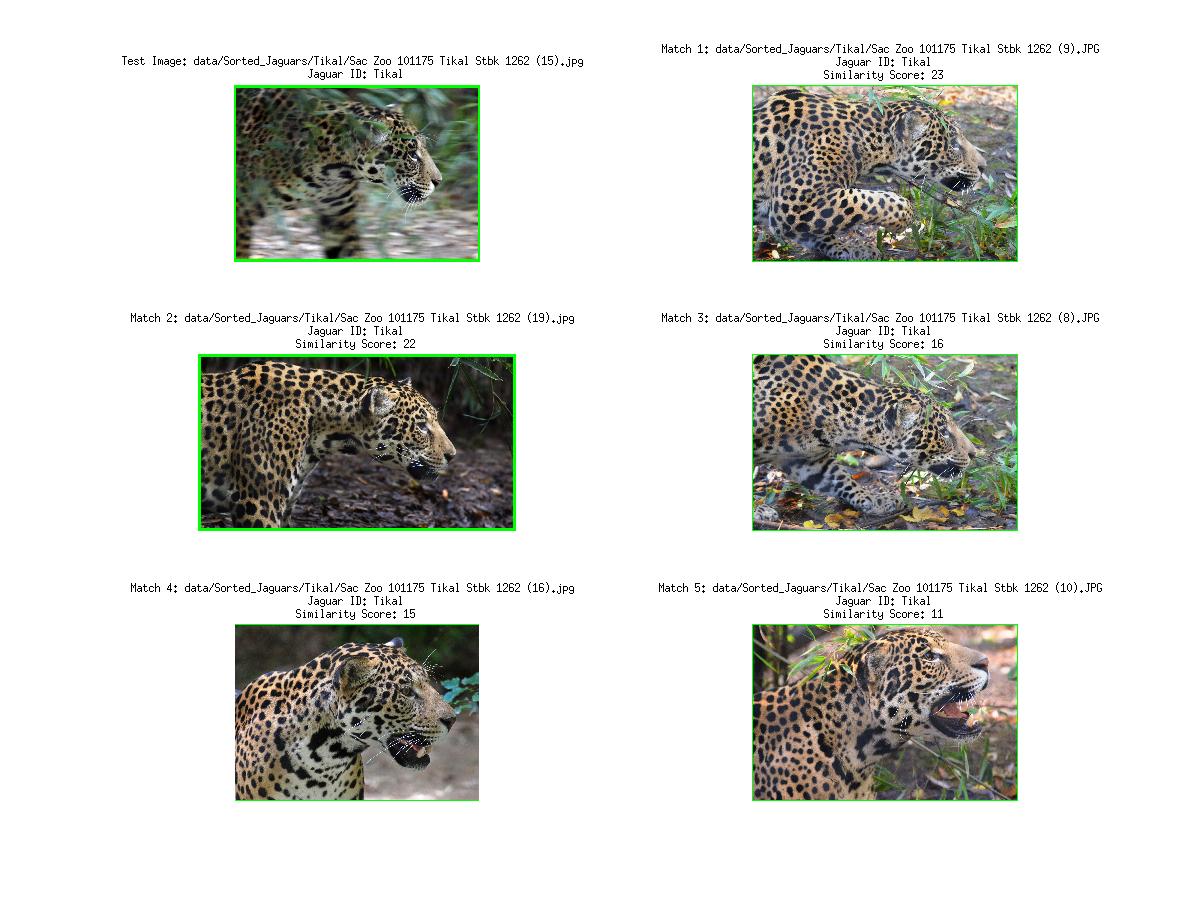 Test Image: data/Sorted_Jaguars/Tikal/Sac Zoo 101175 Tikal Stbk 1262 (15).jpg
Jaguar ID: Tikal
Match 1: data/Sorted_Jaguars/Tikal/Sac Zoo 101175 Tikal Stbk 1262 (9).JPG
Jaguar ID: Tikal
Similarity Score: 23
Match 2: data/Sorted_Jaguars/Tikal/Sac Zoo 101175 Tikal Stbk 1262 (19).jpg
Jaguar ID: Tikal
Similarity Score: 22
Match 3: data/Sorted_Jaguars/Tikal/Sac Zoo 101175 Tikal Stbk 1262 (8).JPG
Jaguar ID: Tikal
Similarity Score: 16
Match 4: data/Sorted_Jaguars/Tikal/Sac Zoo 101175 Tikal Stbk 1262 (16).jpg
Jaguar ID: Tikal
Similarity Score: 15
Match 5: data/Sorted_Jaguars/Tikal/Sac Zoo 101175 Tikal Stbk 1262 (10).JPG
Jaguar ID: Tikal
Similarity Score: 11